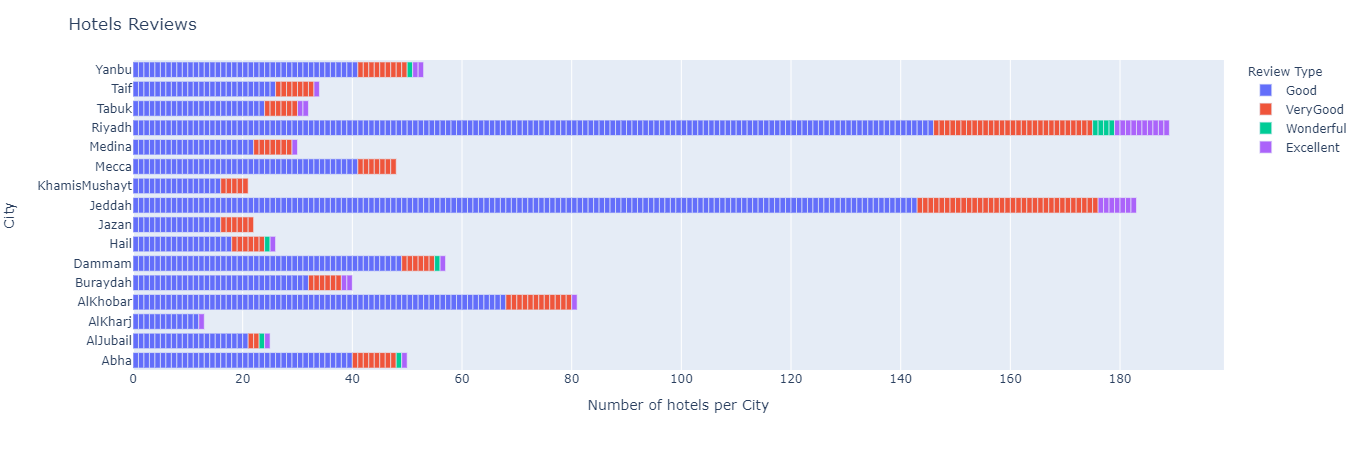 Hotels Reviews
Review Type
Good
VeryGood
Wonderful
Excellent
City
Yanbu
Taif
Tabuk
Riyadh
Medina
Mecca
KhamisMushayt
Jeddah
Jazan
Hail
Dammam
Buraydah
AlKhobar
AlKharj
AlJubail
Abha
0 20 40 60 80 100 120 140 160 180
Number of hotels per City